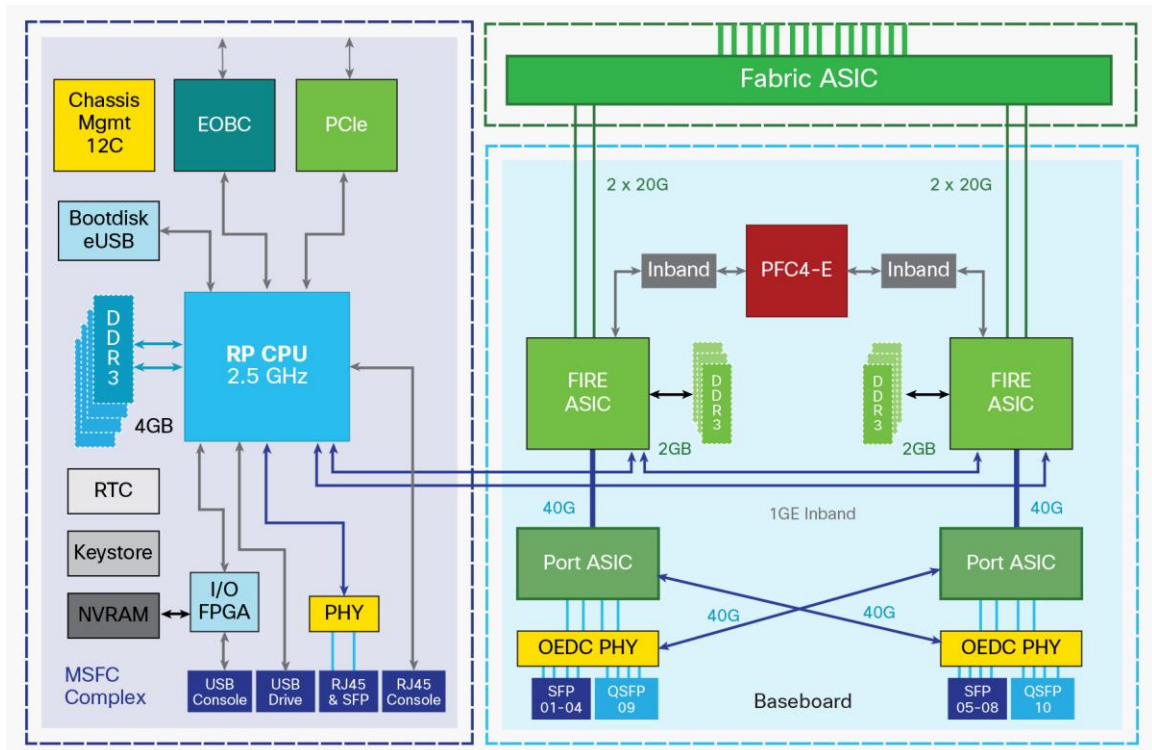 Chassis
Mgmt
12C
EOBC
PCIe
Bootdisk
eUSB
DDR3
4GB
RP CPU
2.5 GHz
RTC
Keystore
NVRAM
I/O
FPGA
PHY
MSFC
Complex
USB
Console
USB
Drive
RJ45
& SFP
RJ45
Console
Fabric ASIC
2 x 20G
2 x 20G
Inband
PFC4-E
Inband
FIRE
ASIC
DDR3
2GB
DDR3
2GB
FIRE
ASIC
40G
1GE Inband
40G
Port ASIC
Port ASIC
40G
40G
OEDC PHY
OEDC PHY
SFP
01-04
QSFP
09
Baseboard
SFP
05-08
QSFP
10